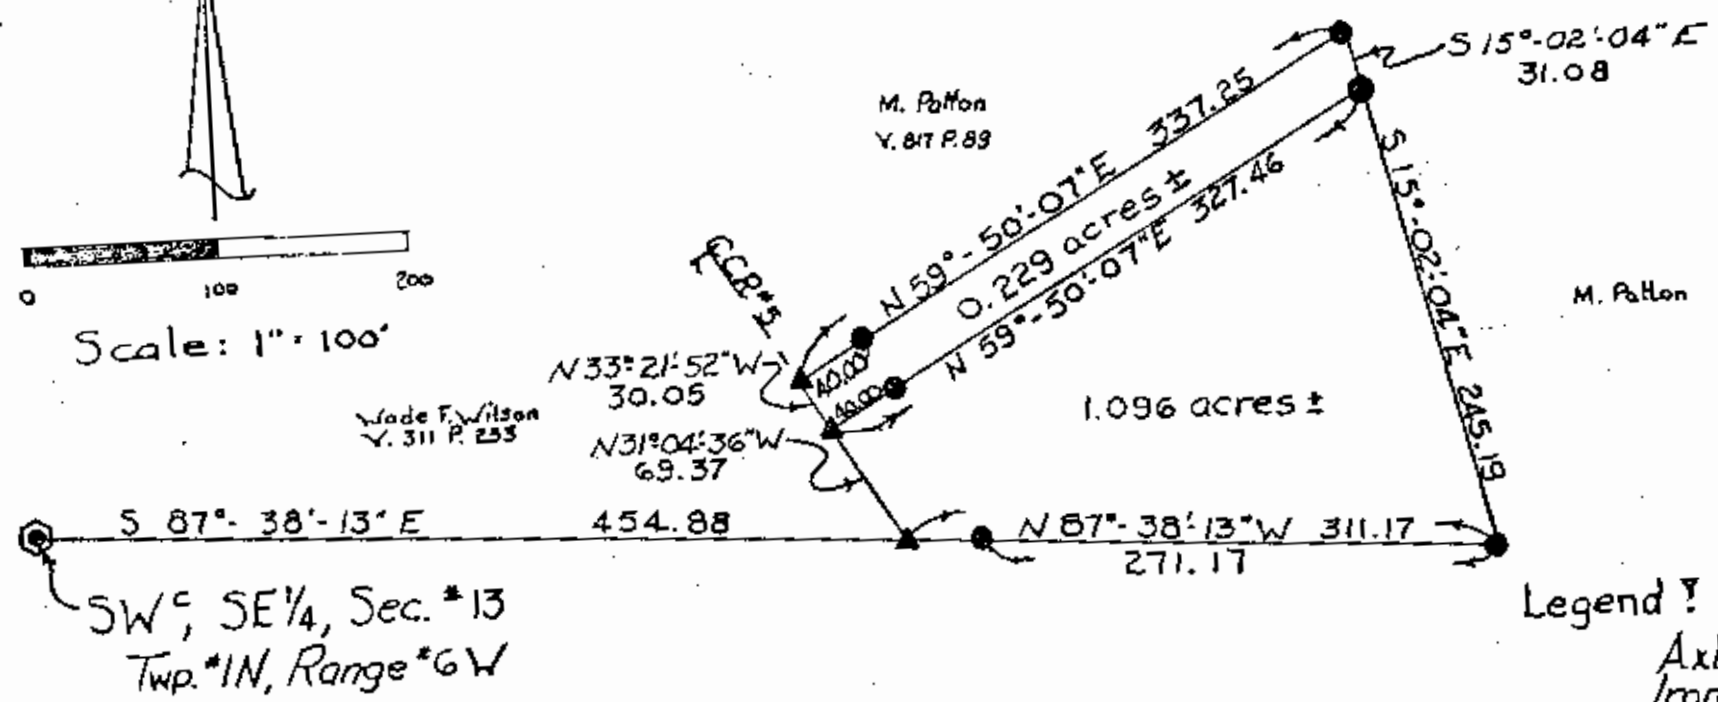 S 15°-02'-04" E
31.08
M. Patton
V. 817 P. 89
N 59°-50'-07" E 337.25
0.229 acres ±
N 59°-50'-07" E 327.46
S 15°-02'-04" E 245.19
M. Patton
0 100 200
Scale: 1" = 100'
CCR #5
N 33°-21'-52" W
30.05
40.00
40.00
Wade F. Wilson
V. 311 P. 233
N 31°-04'-36" W
69.37
1.096 acres ±
S 87°-38'-13" E 454.88
N 87°-38'-13" W 311.17
271.17
SWᶜ, SE 1/4, Sec. #13
Twp. #1N, Range #6W
Legend :